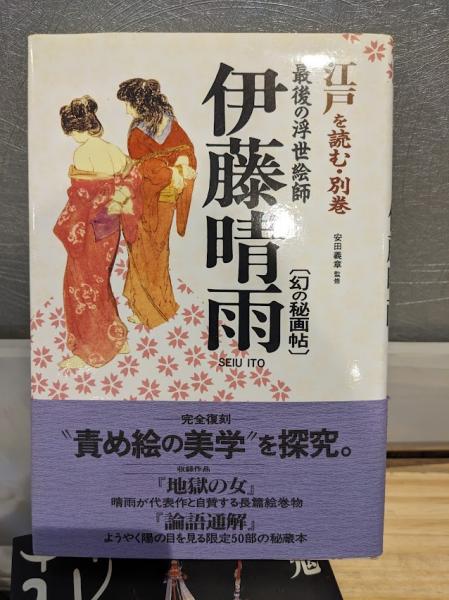 江戸を読む・別巻
安田義章 監修
最後の浮世絵師
伊藤晴雨
〔幻の秘画帖〕
SEIU ITO
完全復刻
〝責め絵の美学〟を探究。
収録作品
『地獄の女』
晴雨が代表作と自賛する長篇絵巻物
『論語通解』
ようやく陽の目を見る限定50部の秘蔵本